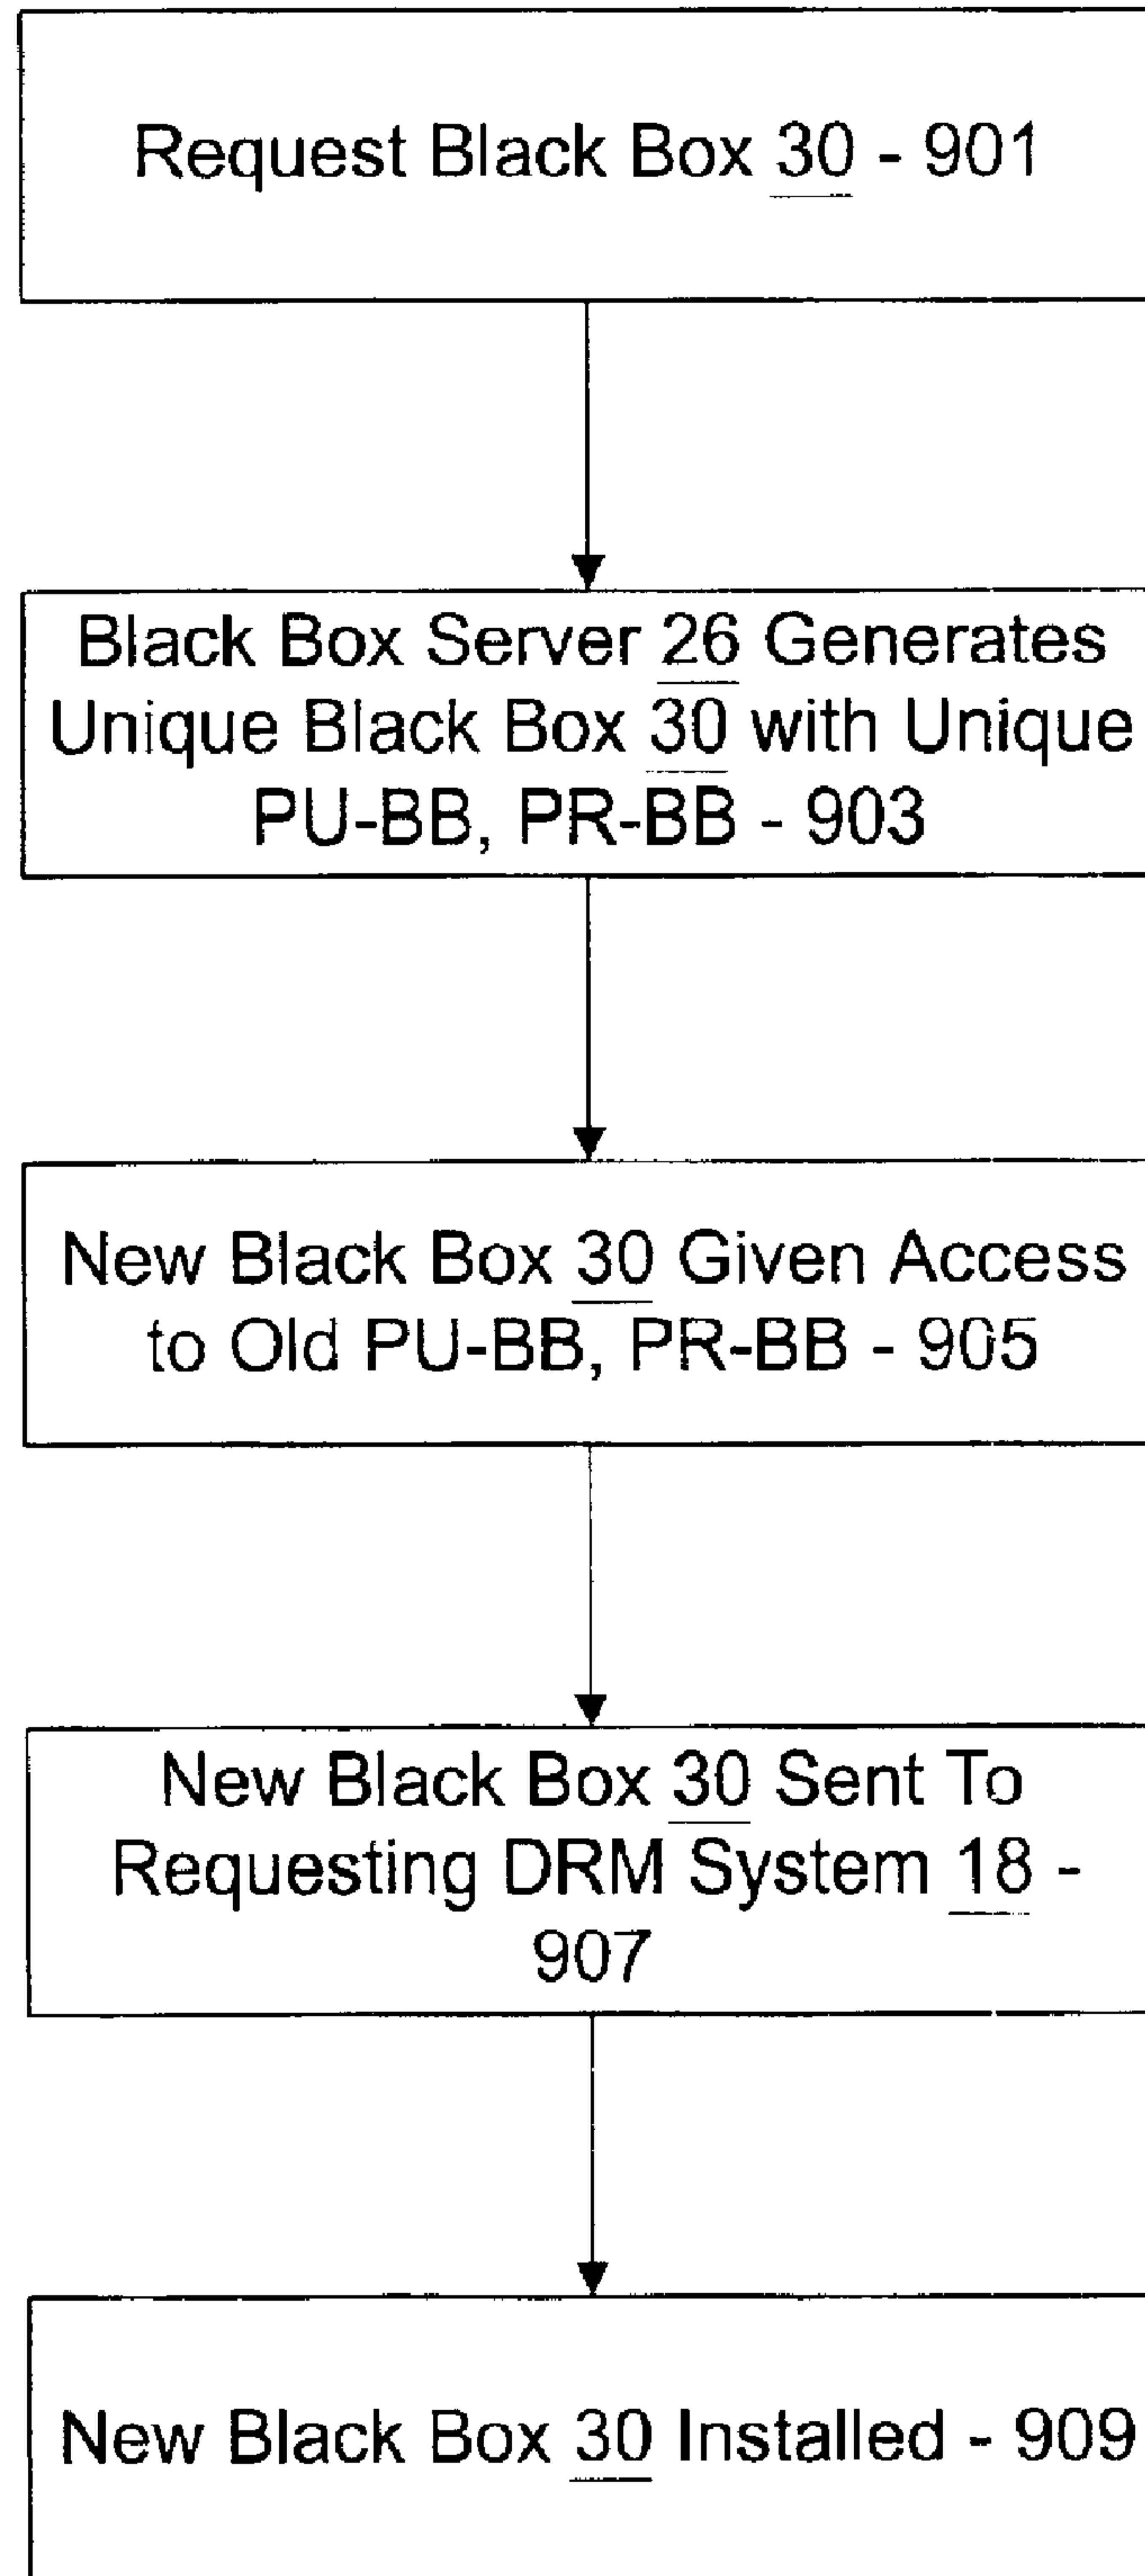 Request Black Box 30 - 901
Black Box Server 26 Generates
Unique Black Box 30 with Unique
PU-BB, PR-BB - 903
New Black Box 30 Given Access
to Old PU-BB, PR-BB - 905
New Black Box 30 Sent To
Requesting DRM System 18 -
907
New Black Box 30 Installed - 909